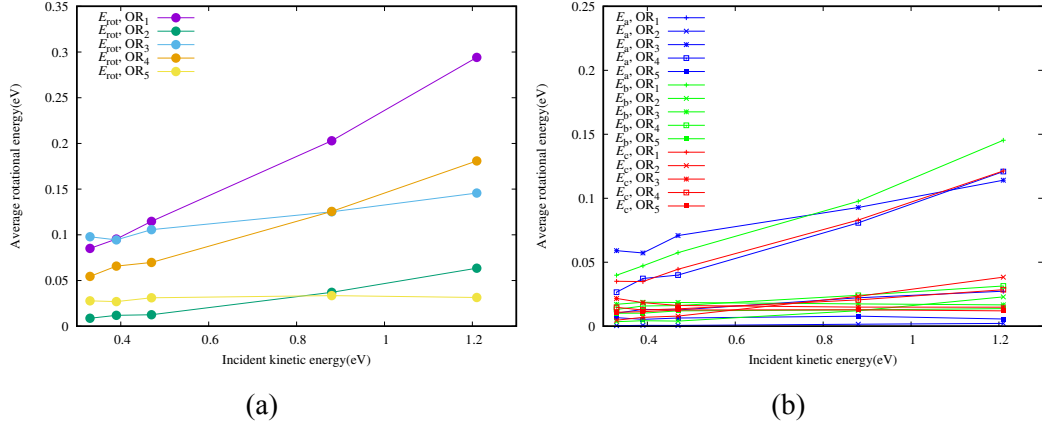 0.35
0.3
0.25
0.2
0.15
0.1
0.05
0
0.4
0.6
0.8
1
1.2
Average rotational energy(eV)
Incident kinetic energy(eV)
E_rot, OR_1
E_rot, OR_2
E_rot, OR_3
E_rot, OR_4
E_rot, OR_5
(a)
0.25
0.2
0.15
0.1
0.05
0
0.4
0.6
0.8
1
1.2
Average rotational energy(eV)
Incident kinetic energy(eV)
E_a, OR_1
E_a, OR_2
E_a, OR_3
E_a, OR_4
E_a, OR_5
E_b, OR_1
E_b, OR_2
E_b, OR_3
E_b, OR_4
E_b, OR_5
E_c, OR_1
E_c, OR_2
E_c, OR_3
E_c, OR_4
E_c, OR_5
(b)